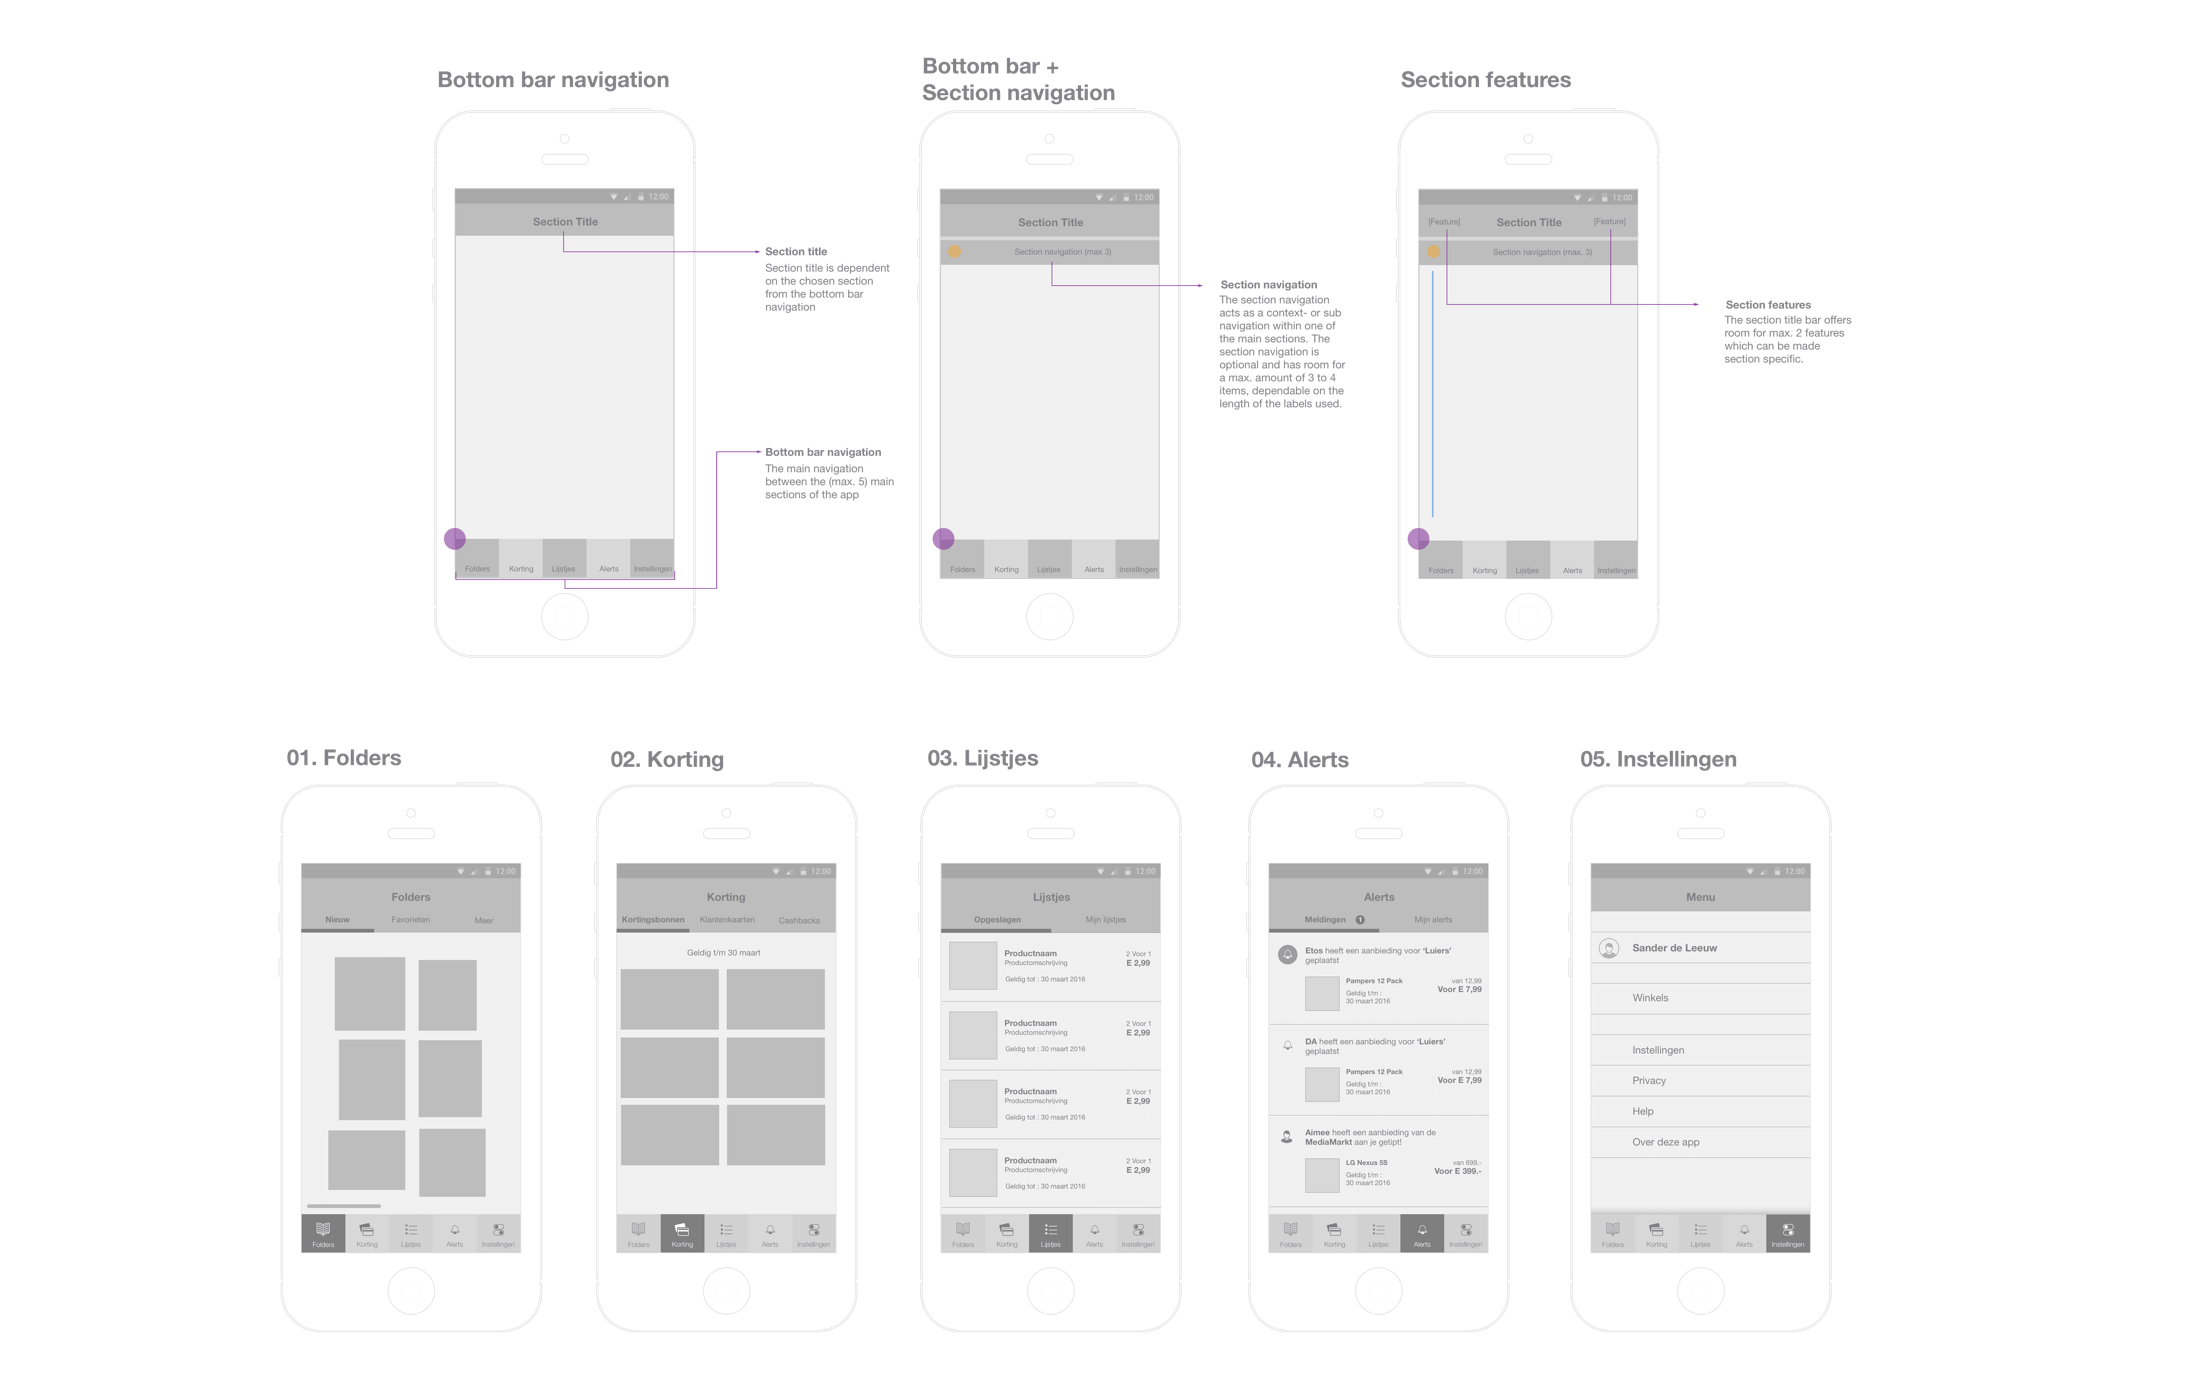 Bottom bar navigation
Bottom bar +
Section navigation
Section features
12:00
Section Title
Section title
Section title is dependent
on the chosen section
from the bottom bar
navigation
Bottom bar navigation
The main navigation
between the (max. 5) main
sections of the app
Folders Korting Lijstjes Alerts Instellingen
12:00
Section Title
Section navigation (max 3)
Section navigation
The section navigation
acts as a context- or sub
navigation within one of
the main sections. The
section navigation is
optional and has room for
a max. amount of 3 to 4
items, dependable on the
length of the labels used.
Folders Korting Lijstjes Alerts Instellingen
12:00
[Feature] Section Title [Feature]
Section navigation (max. 3)
Section features
The section title bar offers
room for max. 2 features
which can be made
section specific.
Folders Korting Lijstjes Alerts Instellingen
01. Folders
12:00
Folders
Nieuw Favorieten Meer
Folders Korting Lijstjes Alerts Instellingen
02. Korting
12:00
Korting
Kortingsbonnen Klantenkaarten Cashbacks
Geldig t/m 30 maart
Folders Korting Lijstjes Alerts Instellingen
03. Lijstjes
12:00
Lijstjes
Opgeslagen Mijn lijstjes
Productnaam 2 Voor 1
Productomschrijving E 2,99
Geldig tot : 30 maart 2016
Productnaam 2 Voor 1
Productomschrijving E 2,99
Geldig tot : 30 maart 2016
Productnaam 2 Voor 1
Productomschrijving E 2,99
Geldig tot : 30 maart 2016
Productnaam 2 Voor 1
Productomschrijving E 2,99
Geldig tot : 30 maart 2016
Folders Korting Lijstjes Alerts Instellingen
04. Alerts
12:00
Alerts
Meldingen 1 Mijn alerts
Etos heeft een aanbieding voor ‘Luiers’
geplaatst
Pampers 12 Pack van 12,99
Voor E 7,99
Geldig t/m :
30 maart 2016
DA heeft een aanbieding voor ‘Luiers’
geplaatst
Pampers 12 Pack van 12,99
Voor E 7,99
Geldig t/m :
30 maart 2016
Aimee heeft een aanbieding van de
MediaMarkt aan je getipt!
LG Nexus 5S van 699.-
Voor E 399.-
Geldig t/m :
30 maart 2016
Folders Korting Lijstjes Alerts Instellingen
05. Instellingen
12:00
Menu
Sander de Leeuw
Winkels
Instellingen
Privacy
Help
Over deze app
Folders Korting Lijstjes Alerts Instellingen